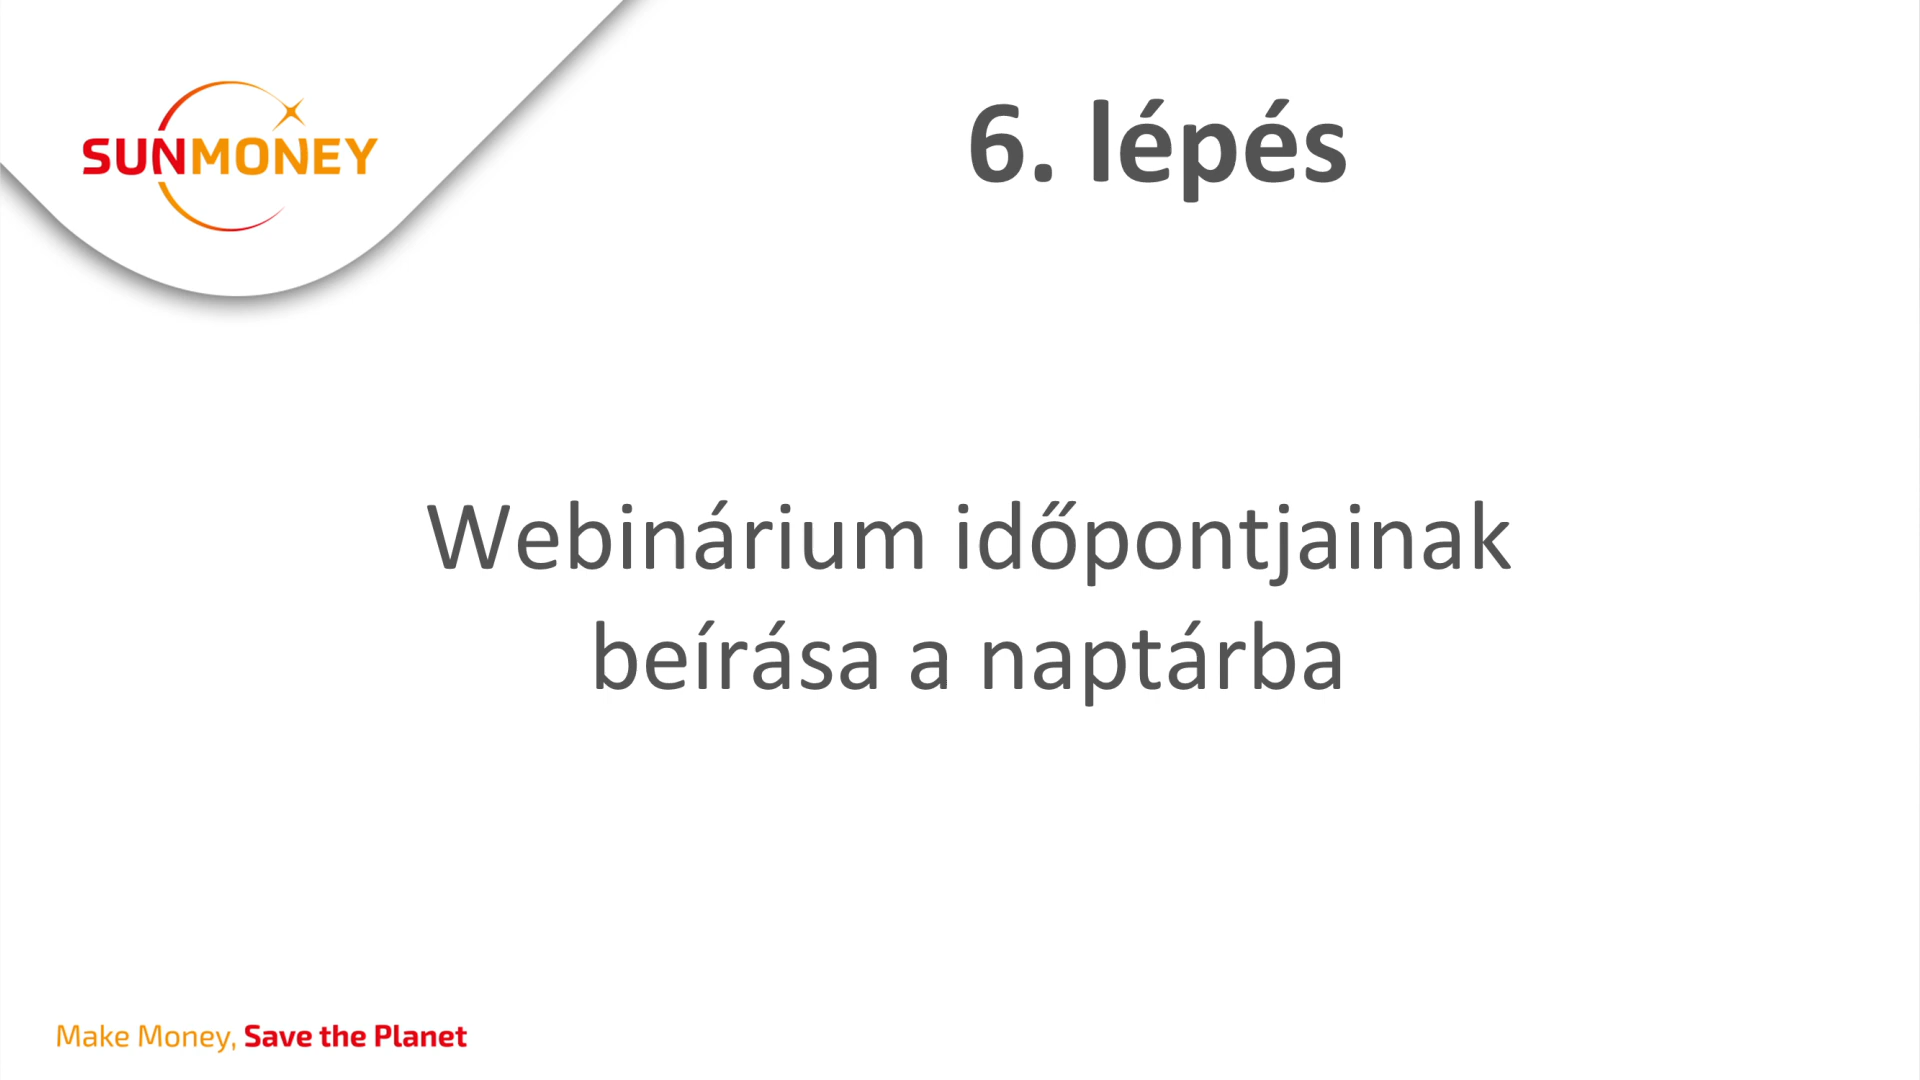 SUNMONEY
6. lépés
Webinárium időpontjainak
beírása a naptárba
Make Money, Save the Planet